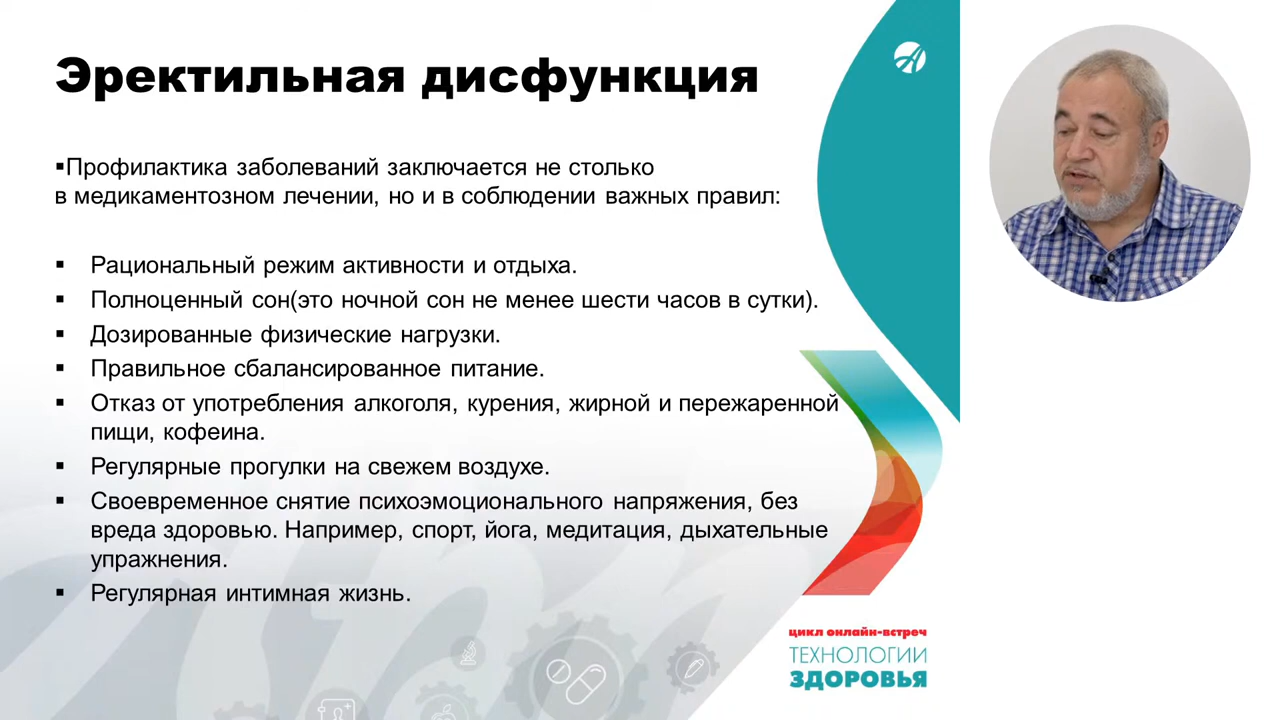 Эректильная дисфункция
▪Профилактика заболеваний заключается не столько
в медикаментозном лечении, но и в соблюдении важных правил:
▪ Рациональный режим активности и отдыха.
▪ Полноценный сон(это ночной сон не менее шести часов в сутки).
▪ Дозированные физические нагрузки.
▪ Правильное сбалансированное питание.
▪ Отказ от употребления алкоголя, курения, жирной и пережаренной
пищи, кофеина.
▪ Регулярные прогулки на свежем воздухе.
▪ Своевременное снятие психоэмоционального напряжения, без
вреда здоровью. Например, спорт, йога, медитация, дыхательные
упражнения.
▪ Регулярная интимная жизнь.
цикл онлайн-встреч
ТЕХНОЛОГИИ
ЗДОРОВЬЯ